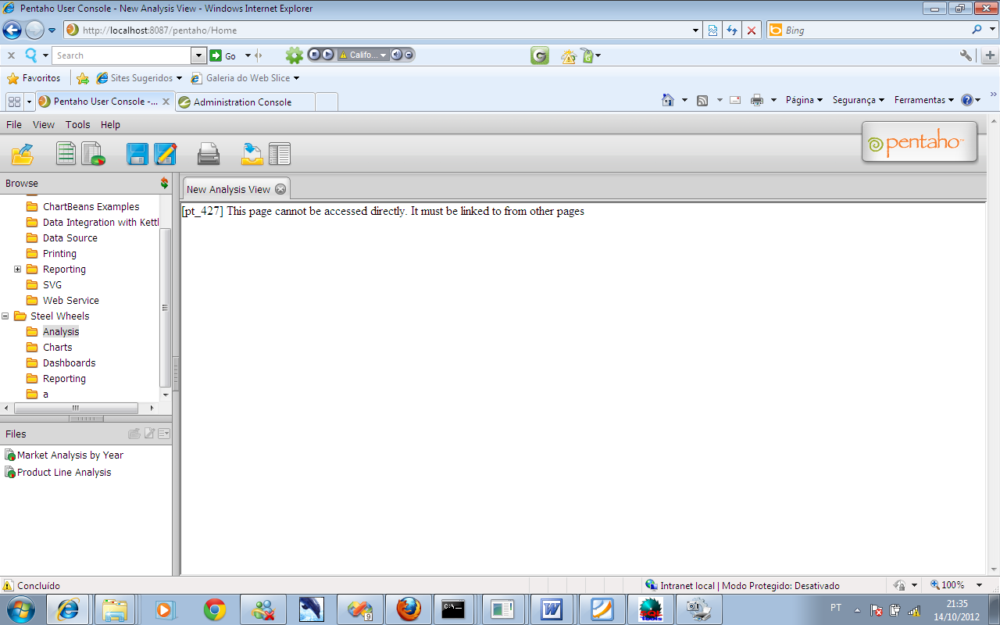 Pentaho User Console - New Analysis View - Windows Internet Explorer
http://localhost:8087/pentaho/Home
Bing
Search
Go
Califo...
Favoritos
Sites Sugeridos
Galeria do Web Slice
Pentaho User Console -...
Administration Console
Página
Segurança
Ferramentas
File View Tools Help
pentaho™
Browse
New Analysis View
[pt_427] This page cannot be accessed directly. It must be linked to from other pages
ChartBeans Examples
Data Integration with Kettl
Data Source
Printing
Reporting
SVG
Web Service
Steel Wheels
Analysis
Charts
Dashboards
Reporting
a
Files
Market Analysis by Year
Product Line Analysis
Concluído
Intranet local | Modo Protegido: Desativado
100%
9
C:\_
PT
21:35
14/10/2012